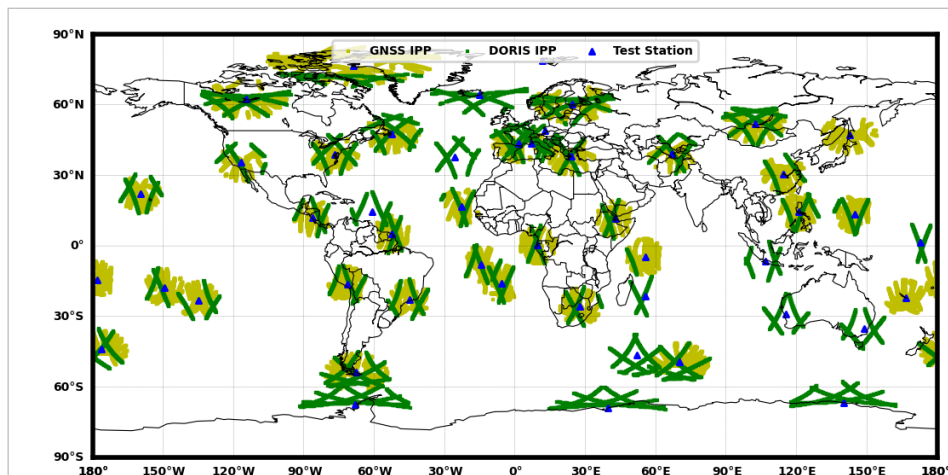 90°N
GNSS IPP DORIS IPP Test Station
60°N
30°N
0°
30°S
60°S
90°S
180° 150°W 120°W 90°W 60°W 30°W 0° 30°E 60°E 90°E 120°E 150°E 180°